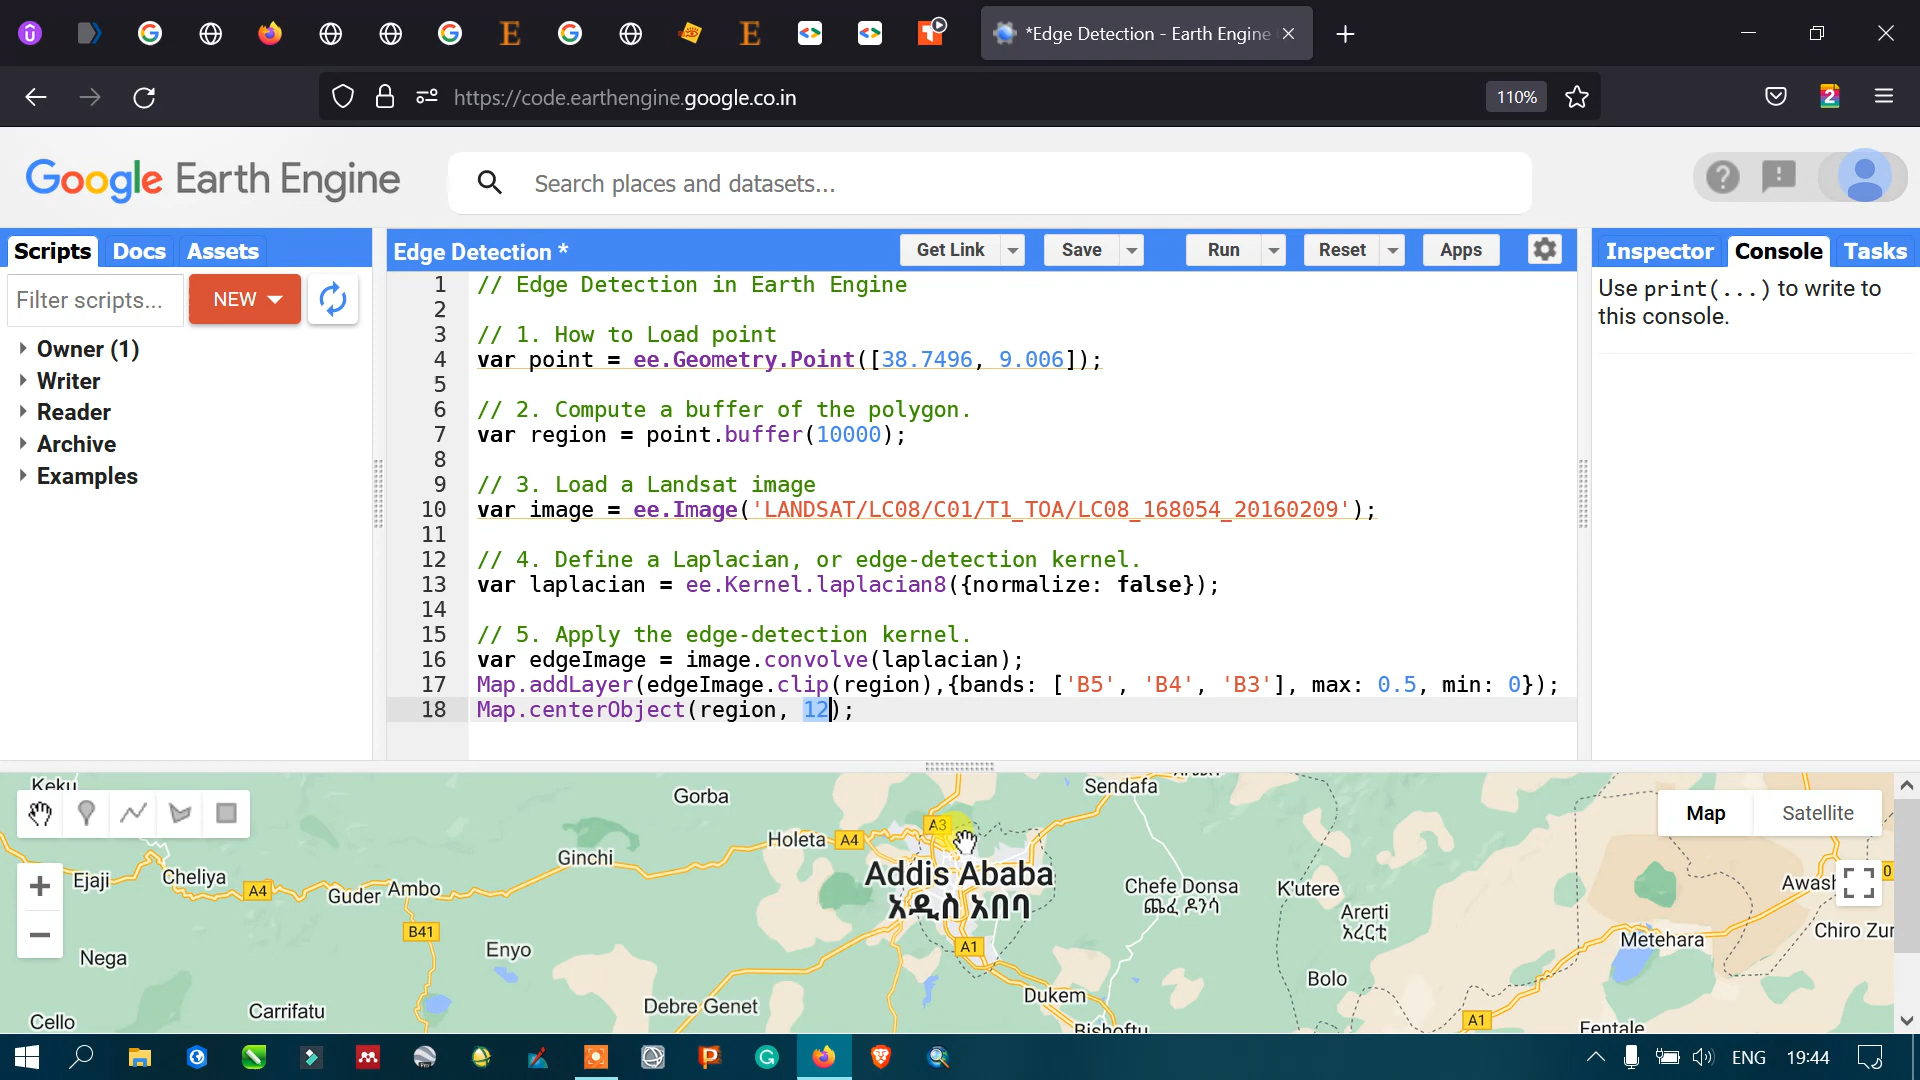 *Edge Detection - Earth Engine
https://code.earthengine.google.co.in
110%
2
Google Earth Engine
Search places and datasets...
Scripts Docs Assets
Filter scripts...
NEW
Owner (1)
Writer
Reader
Archive
Examples
Edge Detection *
Get Link
Save
Run
Reset
Apps
1 // Edge Detection in Earth Engine
2
3 // 1. How to Load point
4 var point = ee.Geometry.Point([38.7496, 9.006]);
5
6 // 2. Compute a buffer of the polygon.
7 var region = point.buffer(10000);
8
9 // 3. Load a Landsat image
10 var image = ee.Image('LANDSAT/LC08/C01/T1_TOA/LC08_168054_20160209');
11
12 // 4. Define a Laplacian, or edge-detection kernel.
13 var laplacian = ee.Kernel.laplacian8({normalize: false});
14
15 // 5. Apply the edge-detection kernel.
16 var edgeImage = image.convolve(laplacian);
17 Map.addLayer(edgeImage.clip(region),{bands: ['B5', 'B4', 'B3'], max: 0.5, min: 0});
18 Map.centerObject(region, 12);
Inspector Console Tasks
Use print(...) to write to
this console.
Keku
Gorba
Sendafa
A3
Map
Satellite
Holeta
A4
Ginchi
Addis Ababa
አዲስ አበባ
Ejaji
Cheliya
A4
Guder
Ambo
Chefe Donsa
ጨፌ ዶንሳ
K'utere
Arerti
አረርቲ
Awash
B41
A1
Enyo
Nega
Metehara
Chiro Zur
Bolo
Debre Genet
Dukem
Carrifatu
Cello
Bishoftu
A1
Fentale
ENG
19:44